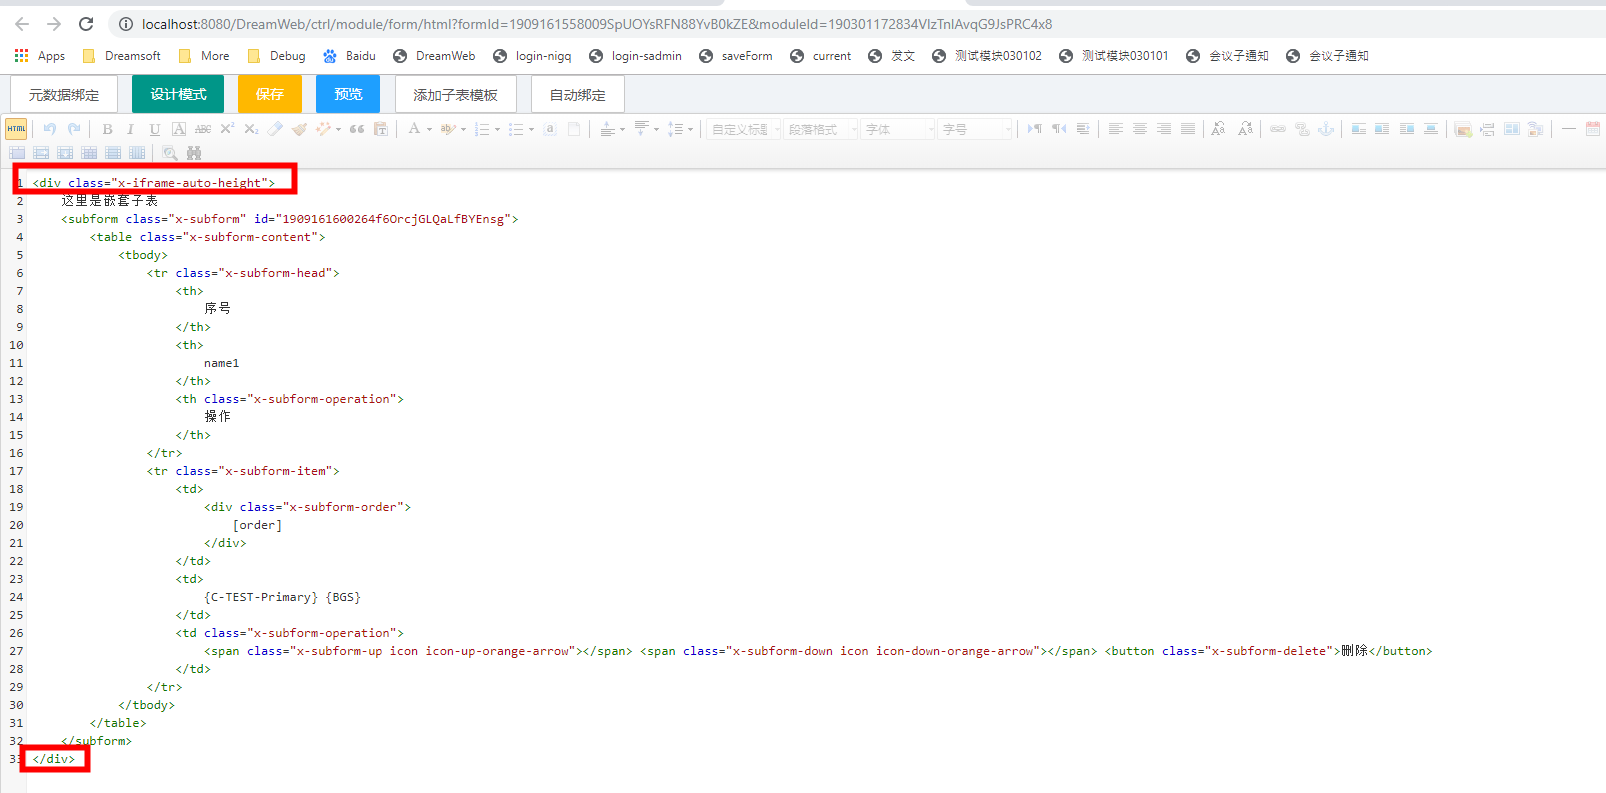 localhost:8080/DreamWeb/ctrl/module/form/html?formId=1909161558009SpUOYsRFN88YvB0kZE&moduleId=190301172834VlzTnlAvqG9JsPRC4x8
Apps Dreamsoft More Debug Baidu DreamWeb login-nigq login-sadmin saveForm current 发文 测试模块030102 测试模块030101 会议子通知 会议子通知
元数据绑定 设计模式 保存 预览 添加子表模板 自动绑定
HTML B I U A ABC X² X₂ A ab a 自定义标题 段落格式 字体 字号
1 <div class="x-iframe-auto-height">
2 这里是嵌套子表
3 <subform class="x-subform" id="1909161600264f6OrcjGLQaLfBYEnsg">
4 <table class="x-subform-content">
5 <tbody>
6 <tr class="x-subform-head">
7 <th>
8 序号
9 </th>
10 <th>
11 name1
12 </th>
13 <th class="x-subform-operation">
14 操作
15 </th>
16 </tr>
17 <tr class="x-subform-item">
18 <td>
19 <div class="x-subform-order">
20 [order]
21 </div>
22 </td>
23 <td>
24 {C-TEST-Primary} {BGS}
25 </td>
26 <td class="x-subform-operation">
27 <span class="x-subform-up icon icon-up-orange-arrow"></span> <span class="x-subform-down icon icon-down-orange-arrow"></span> <button class="x-subform-delete">删除</button>
28 </td>
29 </tr>
30 </tbody>
31 </table>
32 </subform>
33 </div>